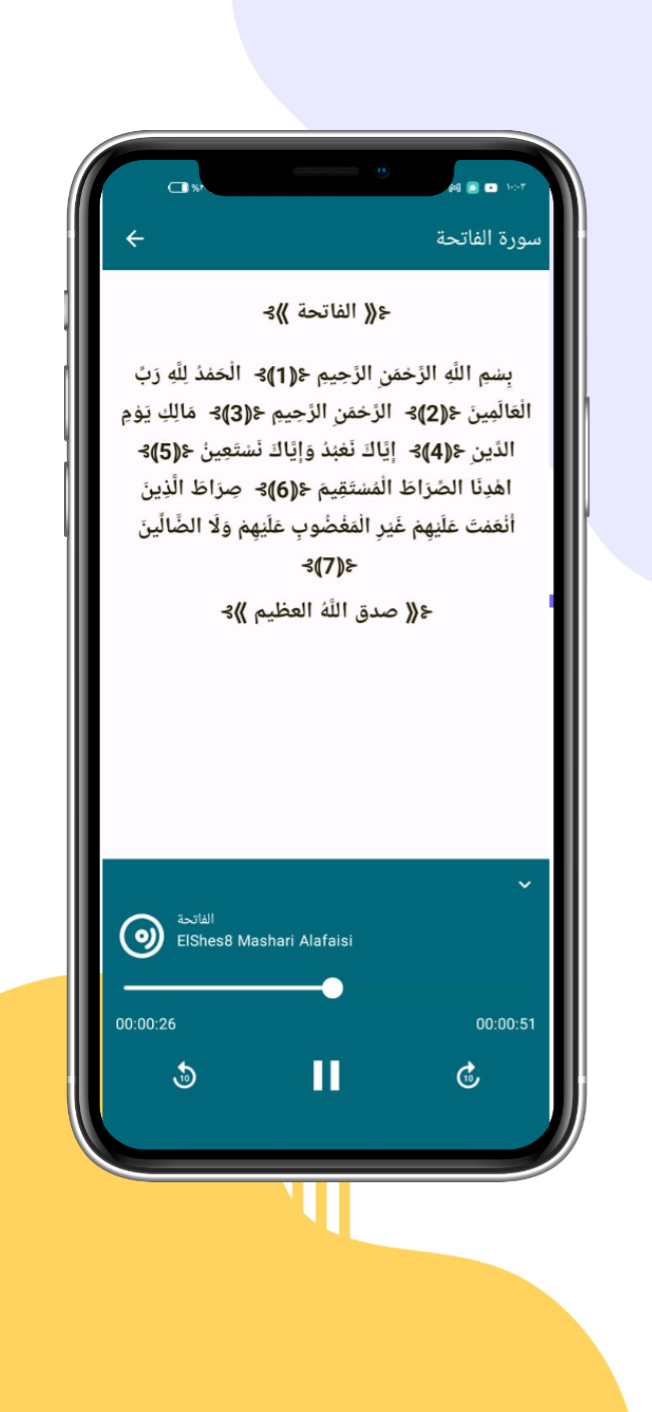 ١٠:٠٣
سورة الفاتحة
⊰⟪ الفاتحة ⟫⊱
بِسْمِ اللَّهِ الرَّحْمَنِ الرَّحِيمِ ⊰(1)⊱ الْحَمْدُ لِلَّهِ رَبِّ
الْعَالَمِينَ ⊰(2)⊱ الرَّحْمَنِ الرَّحِيمِ ⊰(3)⊱ مَالِكِ يَوْمِ
الدِّينِ ⊰(4)⊱ إِيَّاكَ نَعْبُدُ وَإِيَّاكَ نَسْتَعِينُ ⊰(5)⊱
اهْدِنَا الصِّرَاطَ الْمُسْتَقِيمَ ⊰(6)⊱ صِرَاطَ الَّذِينَ
أَنْعَمْتَ عَلَيْهِمْ غَيْرِ الْمَغْضُوبِ عَلَيْهِمْ وَلَا الضَّالِّينَ
⊰(7)⊱
⊰⟪ صدق اللَّهُ العظيم ⟫⊱
الفاتحة
ElShes8 Mashari Alafaisi
00:00:26 00:00:51
10 10